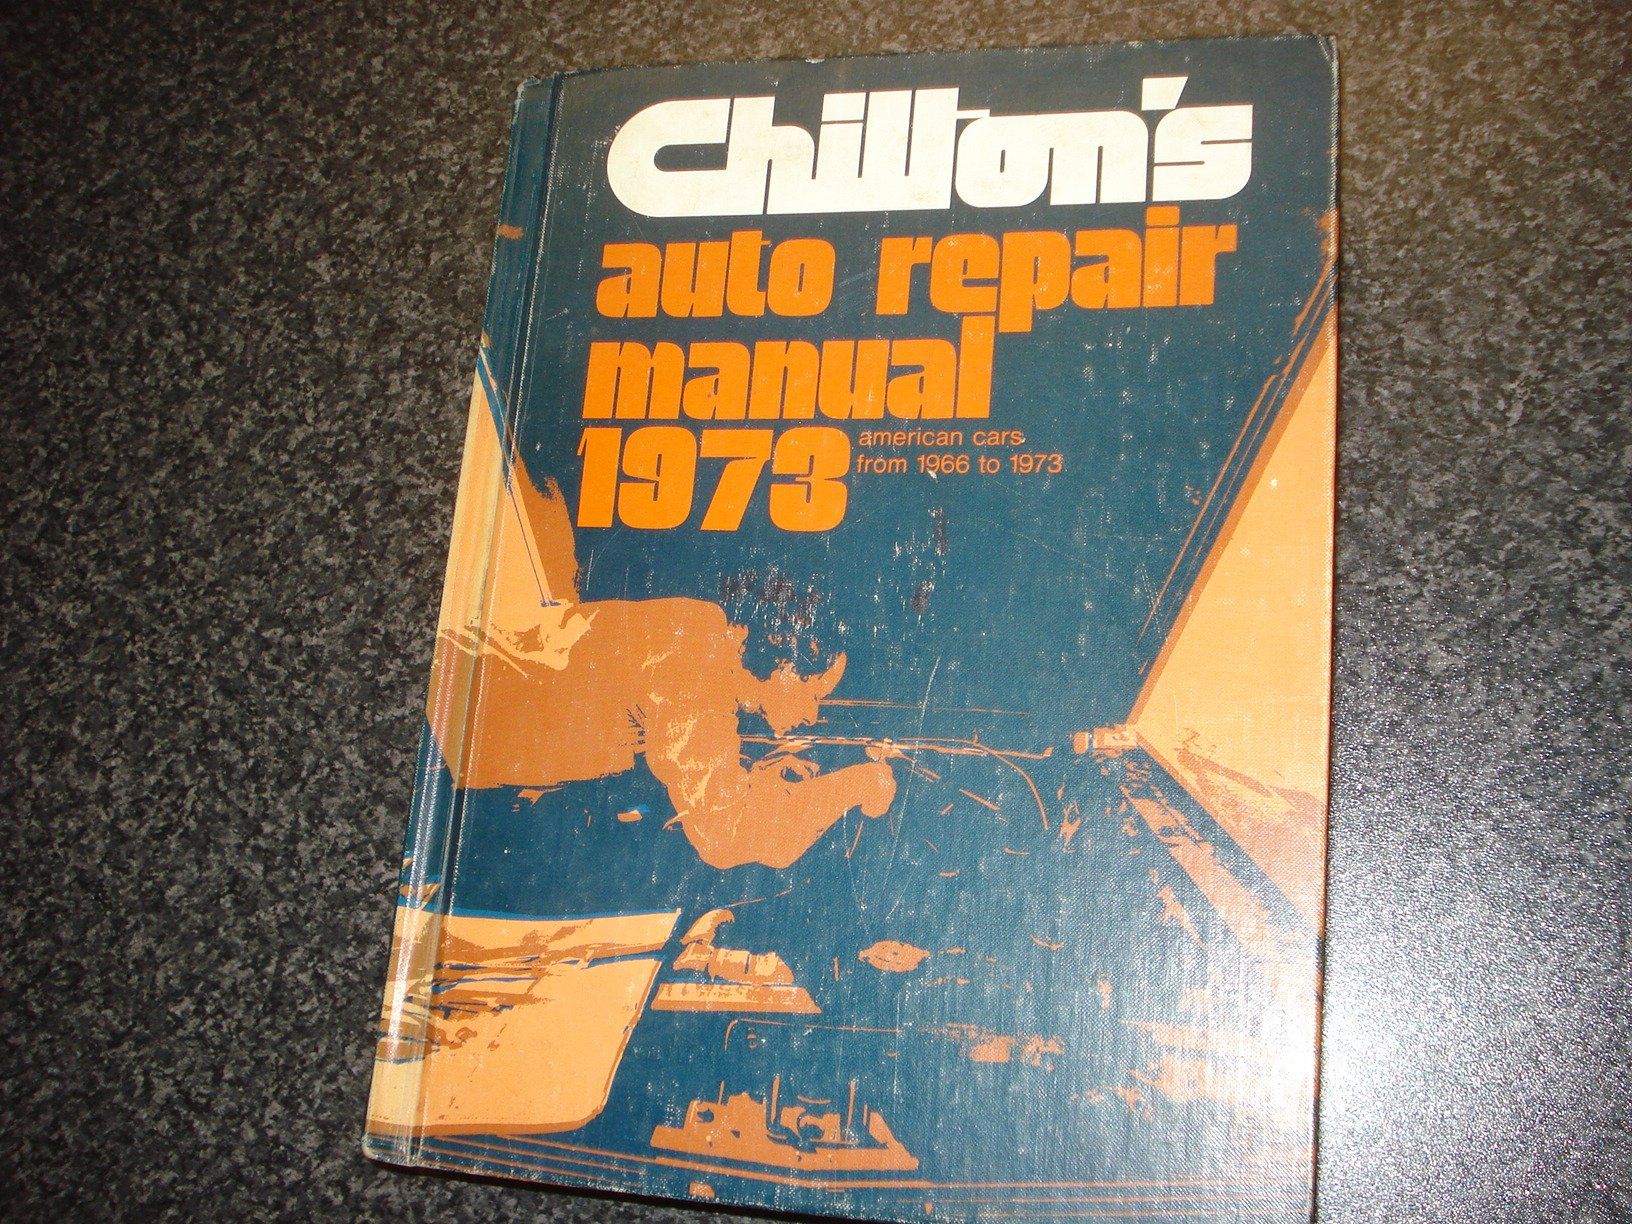 Chilton's
auto repair
manual
1973
american cars
from 1966 to 1973